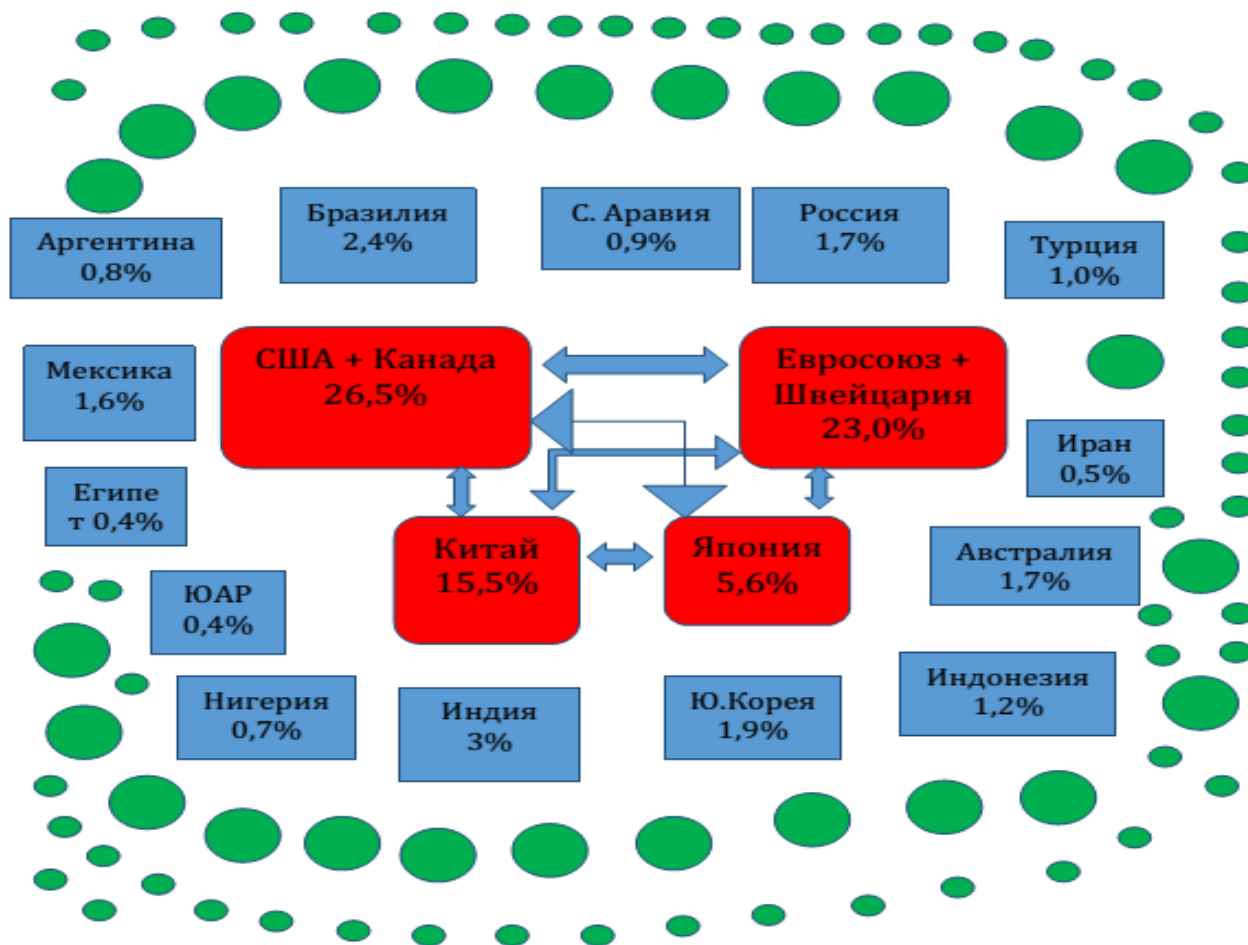 Бразилия
2,4%
С. Аравия
0,9%
Россия
1,7%
Аргентина
0,8%
Турция
1,0%
США + Канада
26,5%
Евросоюз +
Швейцария
23,0%
Мексика
1,6%
Иран
0,5%
Египе
т 0,4%
Китай
15,5%
Япония
5,6%
Австралия
1,7%
ЮАР
0,4%
Нигерия
0,7%
Индия
3%
Ю.Корея
1,9%
Индонезия
1,2%